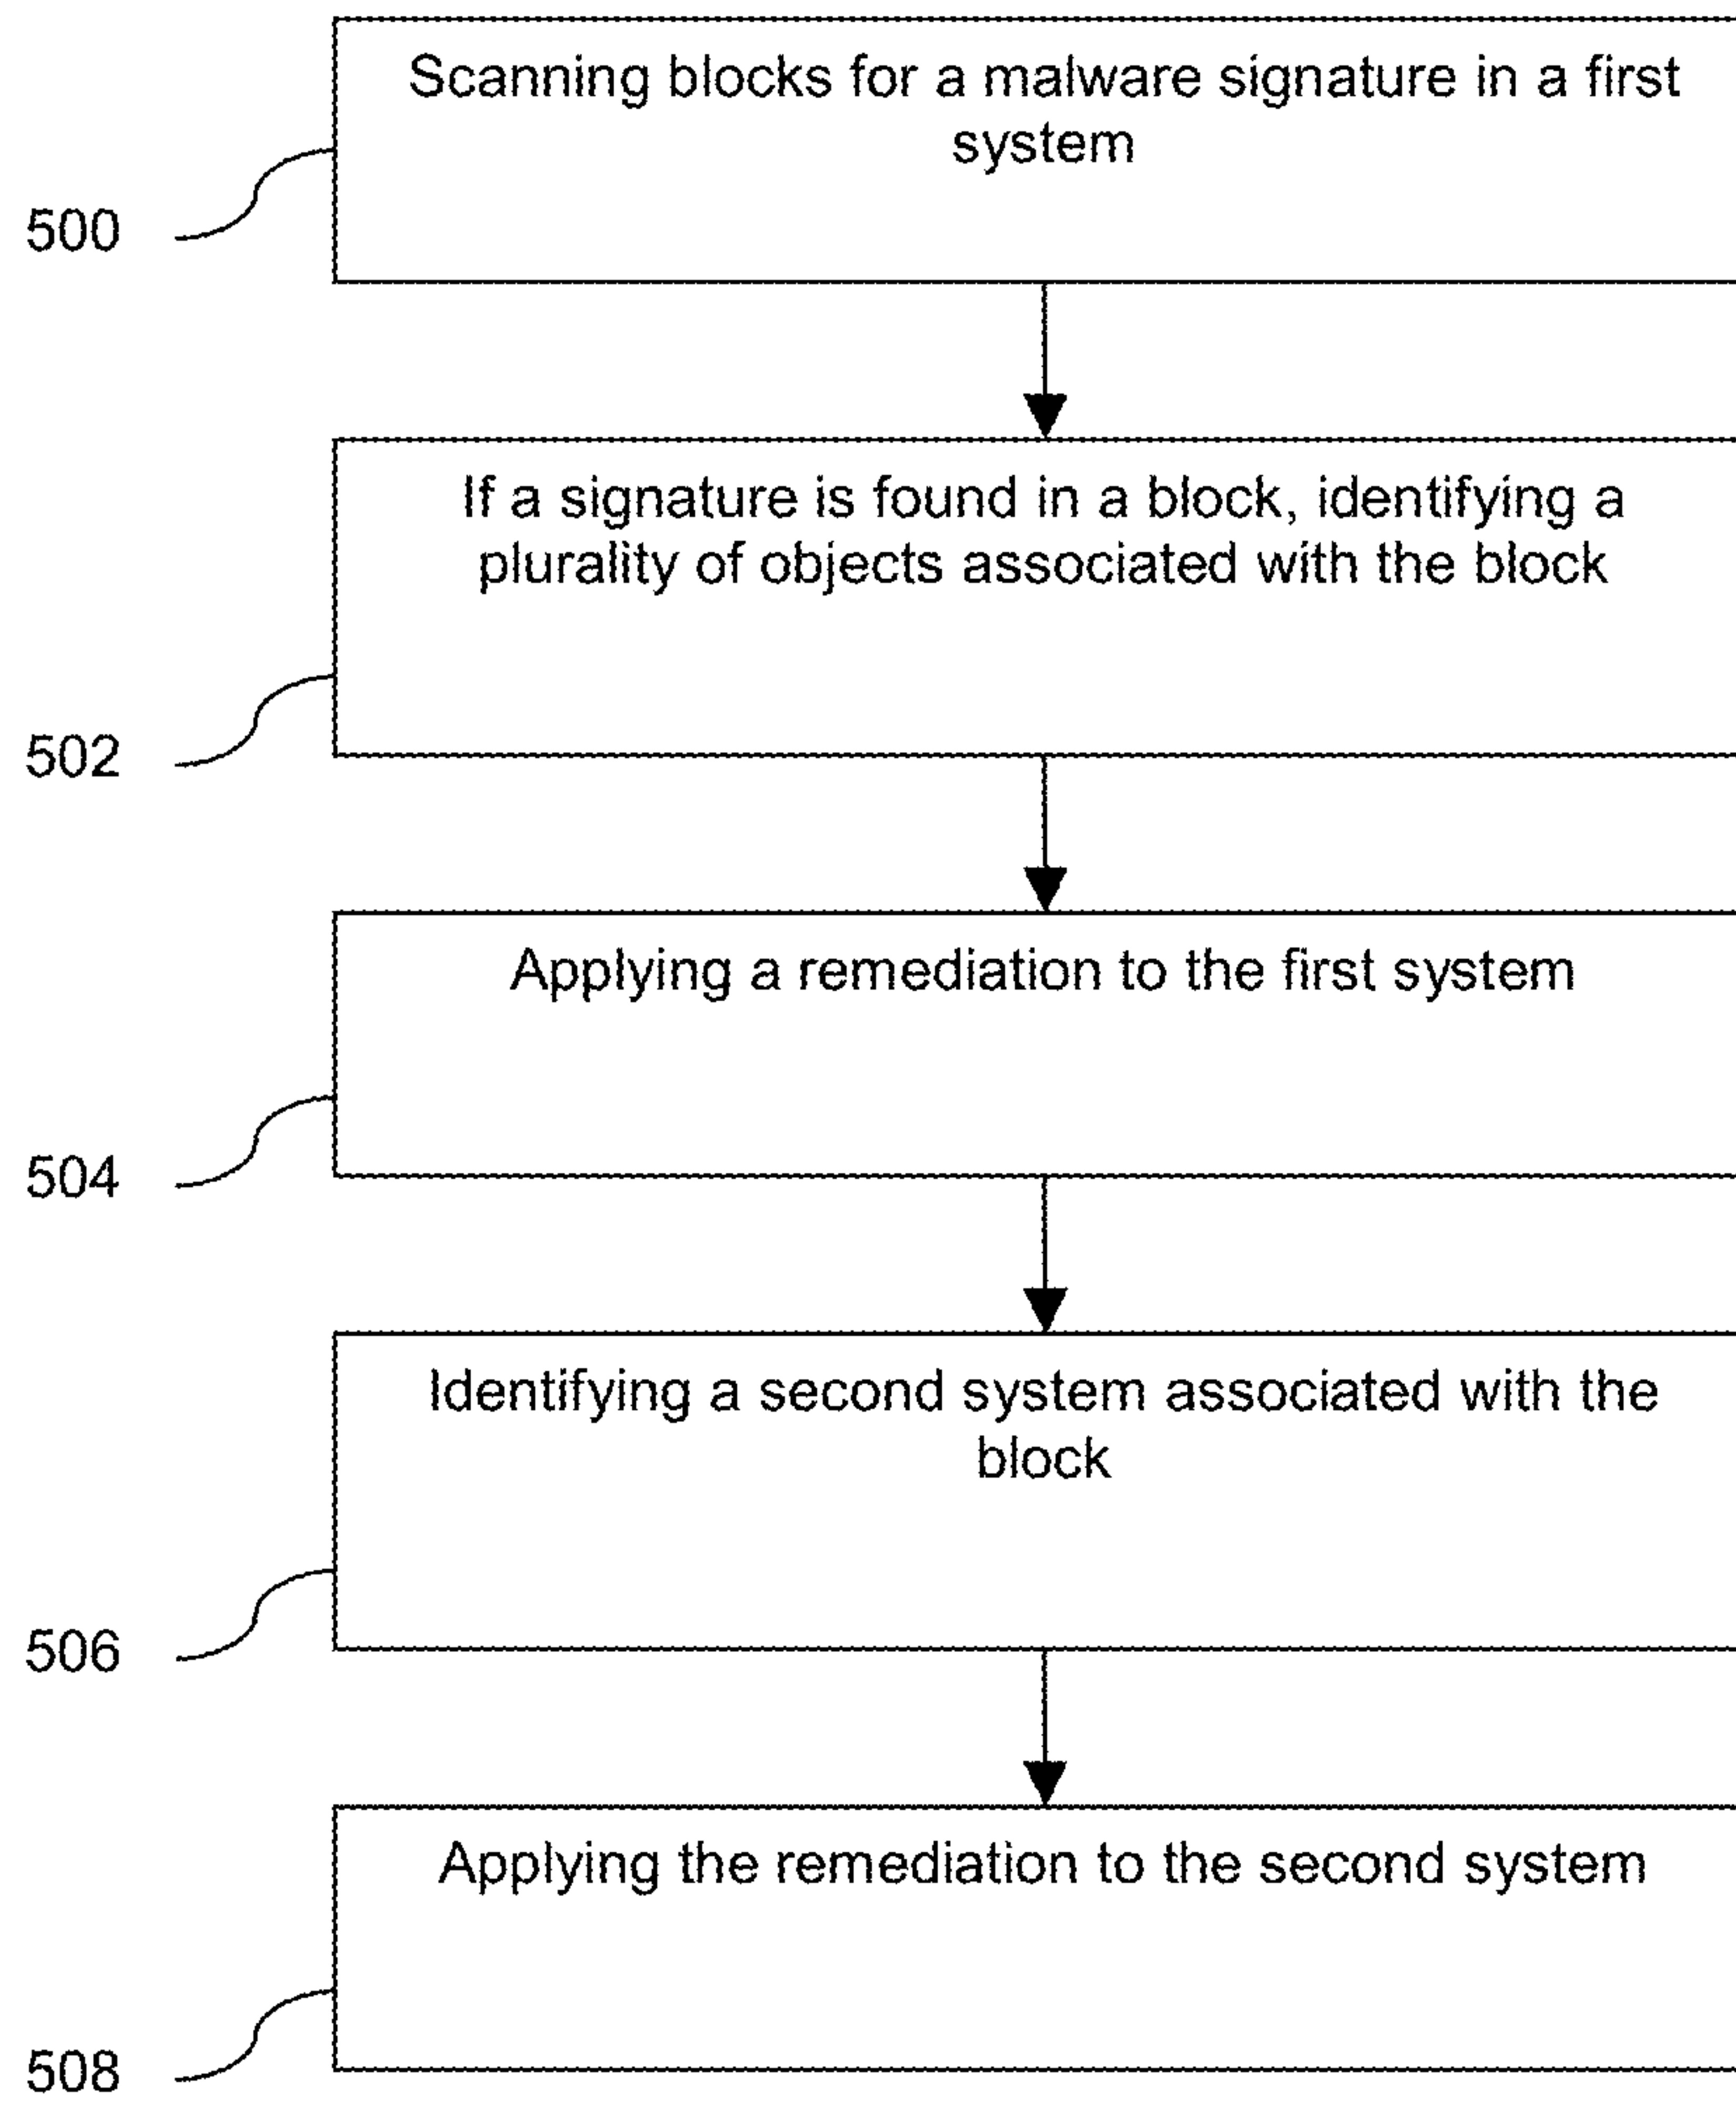 Scanning blocks for a malware signature in a first
system
500
If a signature is found in a block, identifying a
plurality of objects associated with the block
502
Applying a remediation to the first system
504
Identifying a second system associated with the
block
506
Applying the remediation to the second system
508